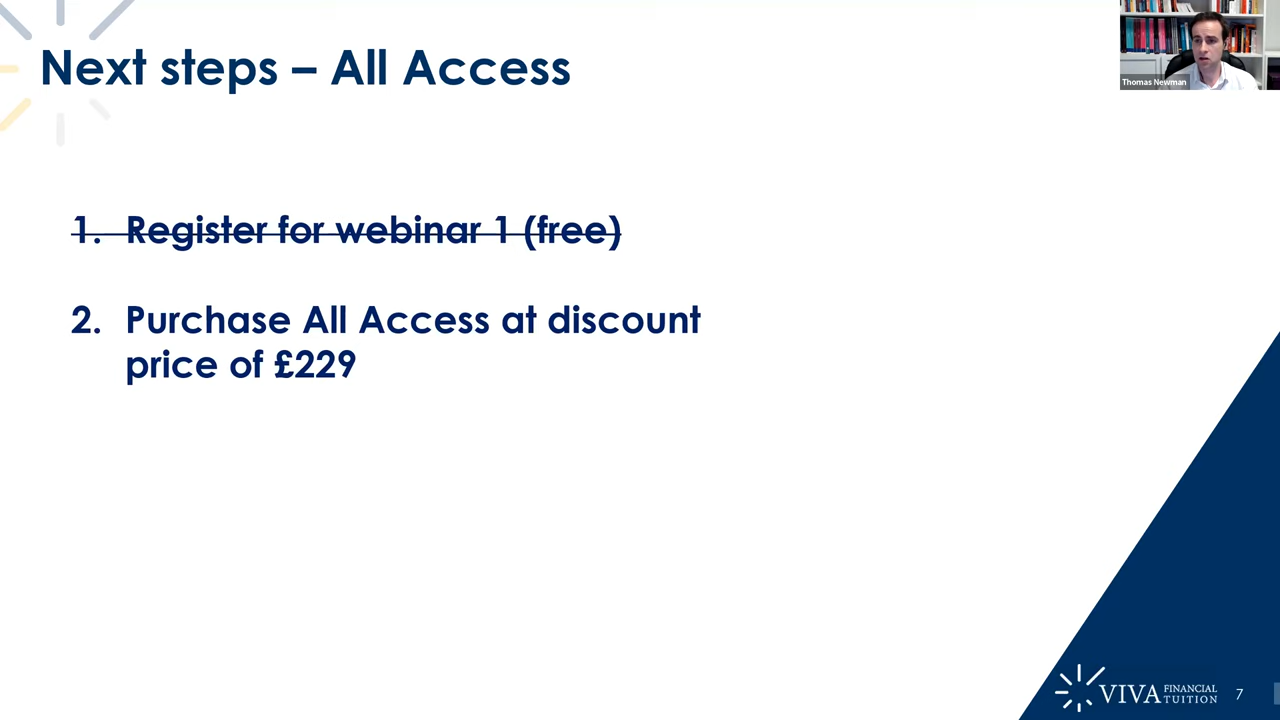 Next steps – All Access
Thomas Newman
1. Register for webinar 1 (free)
2. Purchase All Access at discount
price of £229
VIVA FINANCIAL
TUITION
7